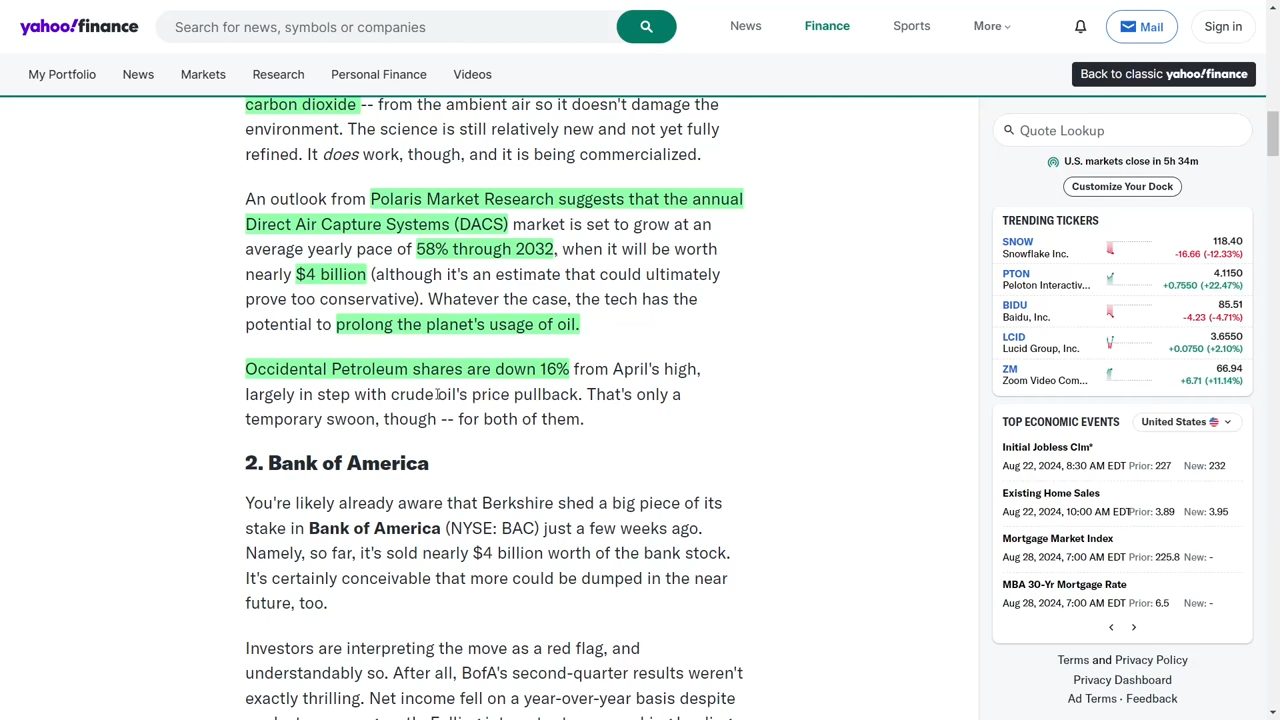 yahoo!finance
Search for news, symbols or companies
News
Finance
Sports
More
Mail
Sign in
My Portfolio
News
Markets
Research
Personal Finance
Videos
Back to classic yahoo!finance
carbon dioxide -- from the ambient air so it doesn't damage the
environment. The science is still relatively new and not yet fully
refined. It does work, though, and it is being commercialized.
An outlook from Polaris Market Research suggests that the annual
Direct Air Capture Systems (DACS) market is set to grow at an
average yearly pace of 58% through 2032, when it will be worth
nearly $4 billion (although it's an estimate that could ultimately
prove too conservative). Whatever the case, the tech has the
potential to prolong the planet's usage of oil.
Occidental Petroleum shares are down 16% from April's high,
largely in step with crude oil's price pullback. That's only a
temporary swoon, though -- for both of them.
2. Bank of America
You're likely already aware that Berkshire shed a big piece of its
stake in Bank of America (NYSE: BAC) just a few weeks ago.
Namely, so far, it's sold nearly $4 billion worth of the bank stock.
It's certainly conceivable that more could be dumped in the near
future, too.
Investors are interpreting the move as a red flag, and
understandably so. After all, BofA's second-quarter results weren't
exactly thrilling. Net income fell on a year-over-year basis despite
Quote Lookup
U.S. markets close in 5h 34m
Customize Your Dock
TRENDING TICKERS
SNOW 118.40
Snowflake Inc. -16.66 (-12.33%)
PTON 4.1150
Peloton Interactiv... +0.7550 (+22.47%)
BIDU 85.51
Baidu, Inc. -4.23 (-4.71%)
LCID 3.6550
Lucid Group, Inc. +0.0750 (+2.10%)
ZM 66.94
Zoom Video Com... +6.71 (+11.14%)
TOP ECONOMIC EVENTS United States
Initial Jobless Clm*
Aug 22, 2024, 8:30 AM EDT Prior: 227 New: 232
Existing Home Sales
Aug 22, 2024, 10:00 AM EDT Prior: 3.89 New: 3.95
Mortgage Market Index
Aug 28, 2024, 7:00 AM EDT Prior: 225.8 New: -
MBA 30-Yr Mortgage Rate
Aug 28, 2024, 7:00 AM EDT Prior: 6.5 New: -
Terms and Privacy Policy
Privacy Dashboard
Ad Terms · Feedback